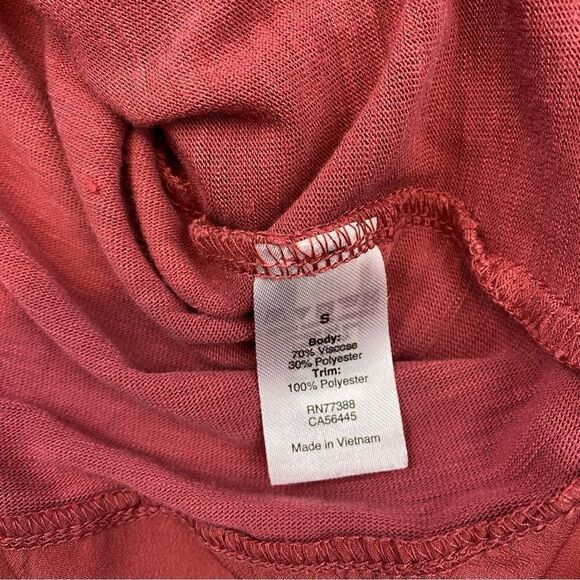 S
Body:
70% Viscose
30% Polyester
Trim:
100% Polyester
RN77388
CA56445
Made in Vietnam